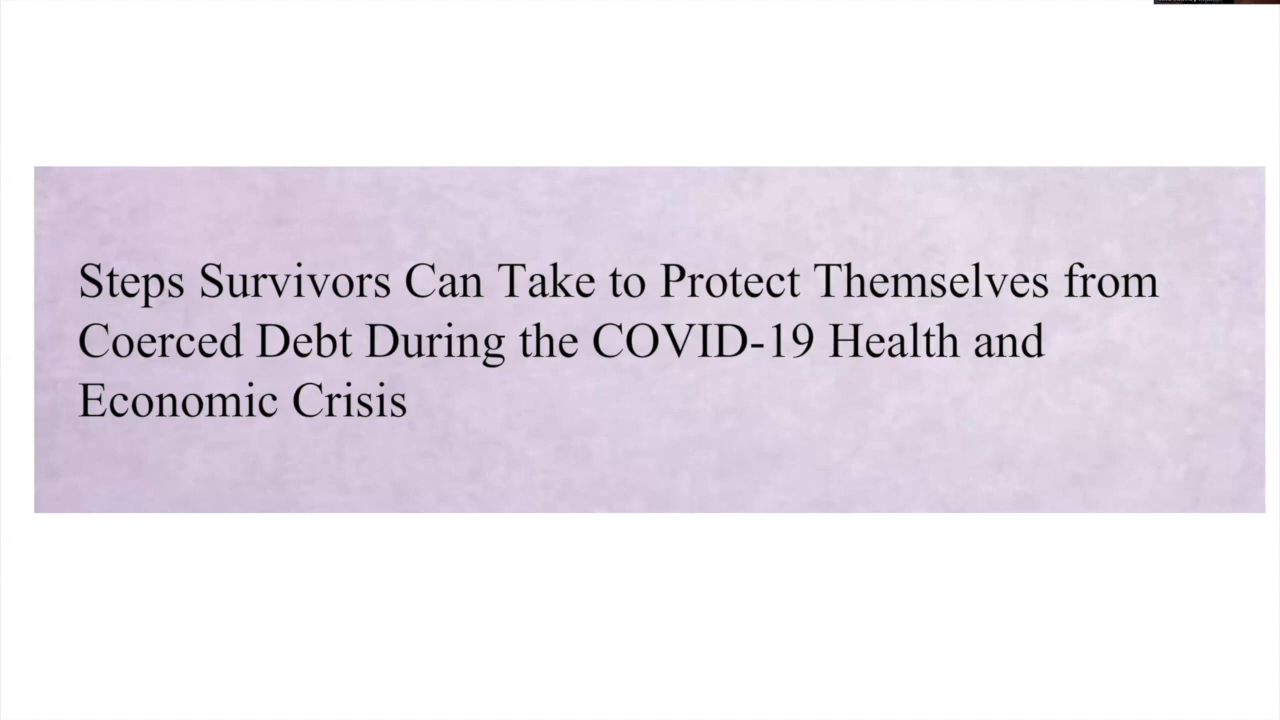 Steps Survivors Can Take to Protect Themselves from
Coerced Debt During the COVID-19 Health and
Economic Crisis